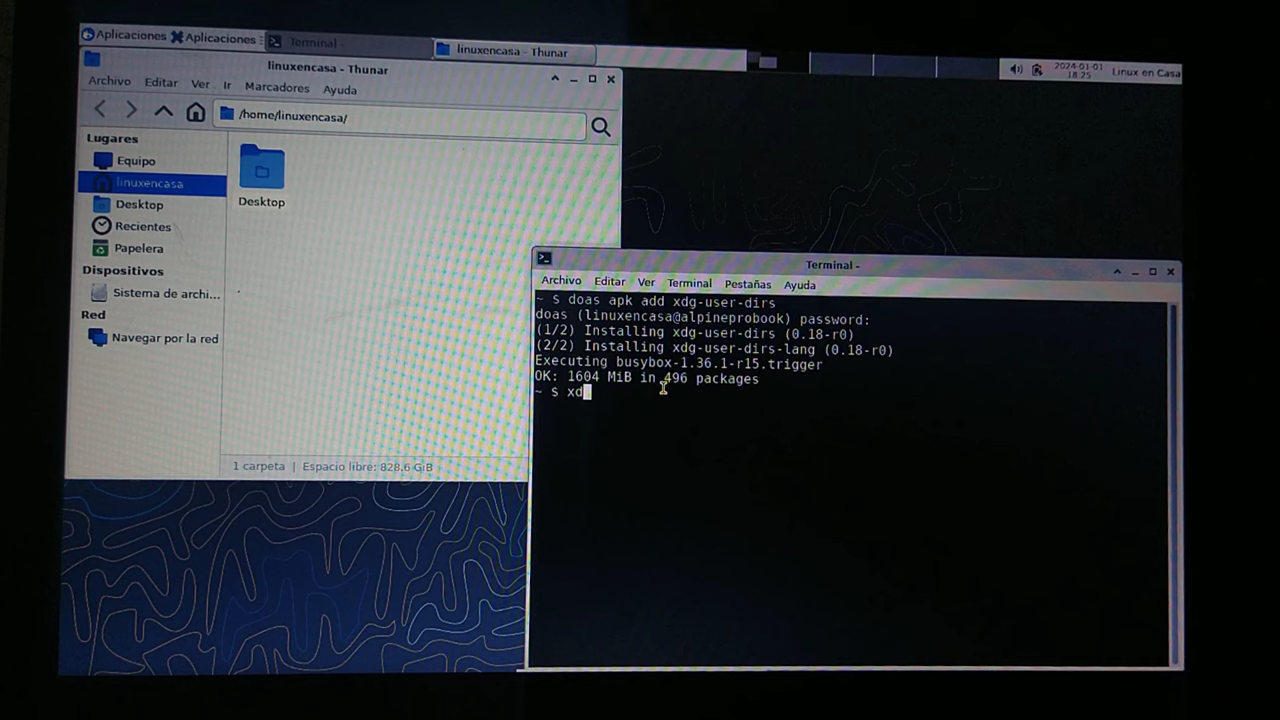 Aplicaciones Aplicaciones Terminal - linuxencasa - Thunar
2024-01-01
18:25
Linux en Casa
linuxencasa - Thunar
Archivo Editar Ver Ir Marcadores Ayuda
/home/linuxencasa/
Lugares
Equipo
linuxencasa
Desktop
Recientes
Papelera
Dispositivos
Sistema de archi...
Red
Navegar por la red
Desktop
1 carpeta | Espacio libre: 828.6 GiB
Terminal -
Archivo Editar Ver Terminal Pestañas Ayuda
~ $ doas apk add xdg-user-dirs
doas (linuxencasa@alpineprobook) password:
(1/2) Installing xdg-user-dirs (0.18-r0)
(2/2) Installing xdg-user-dirs-lang (0.18-r0)
Executing busybox-1.36.1-r15.trigger
OK: 1604 MiB in 496 packages
~ $ xd